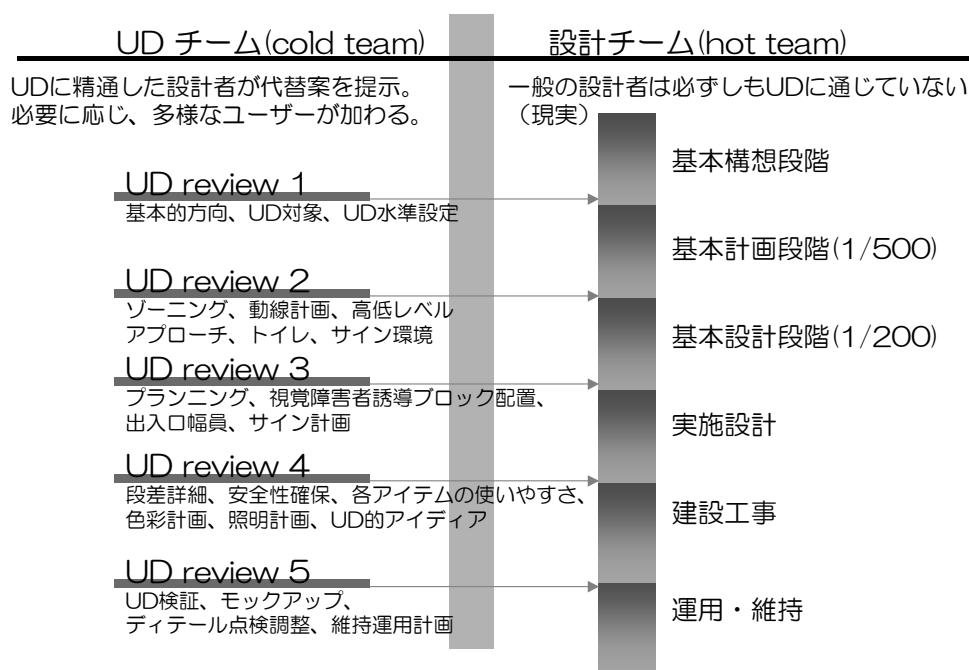 UD チーム(cold team)
設計チーム(hot team)
UDに精通した設計者が代替案を提示。
必要に応じ、多様なユーザーが加わる。
一般の設計者は必ずしもUDに通じていない
（現実）
基本構想段階
UD review 1
基本的方向、UD対象、UD水準設定
基本計画段階(1/500)
UD review 2
ゾーニング、動線計画、高低レベル
アプローチ、トイレ、サイン環境
基本設計段階(1/200)
UD review 3
プランニング、視覚障害者誘導ブロック配置、
出入口幅員、サイン計画
実施設計
UD review 4
段差詳細、安全性確保、各アイテムの使いやすさ、
色彩計画、照明計画、UD的アイディア
建設工事
UD review 5
UD検証、モックアップ、
ディテール点検調整、維持運用計画
運用・維持